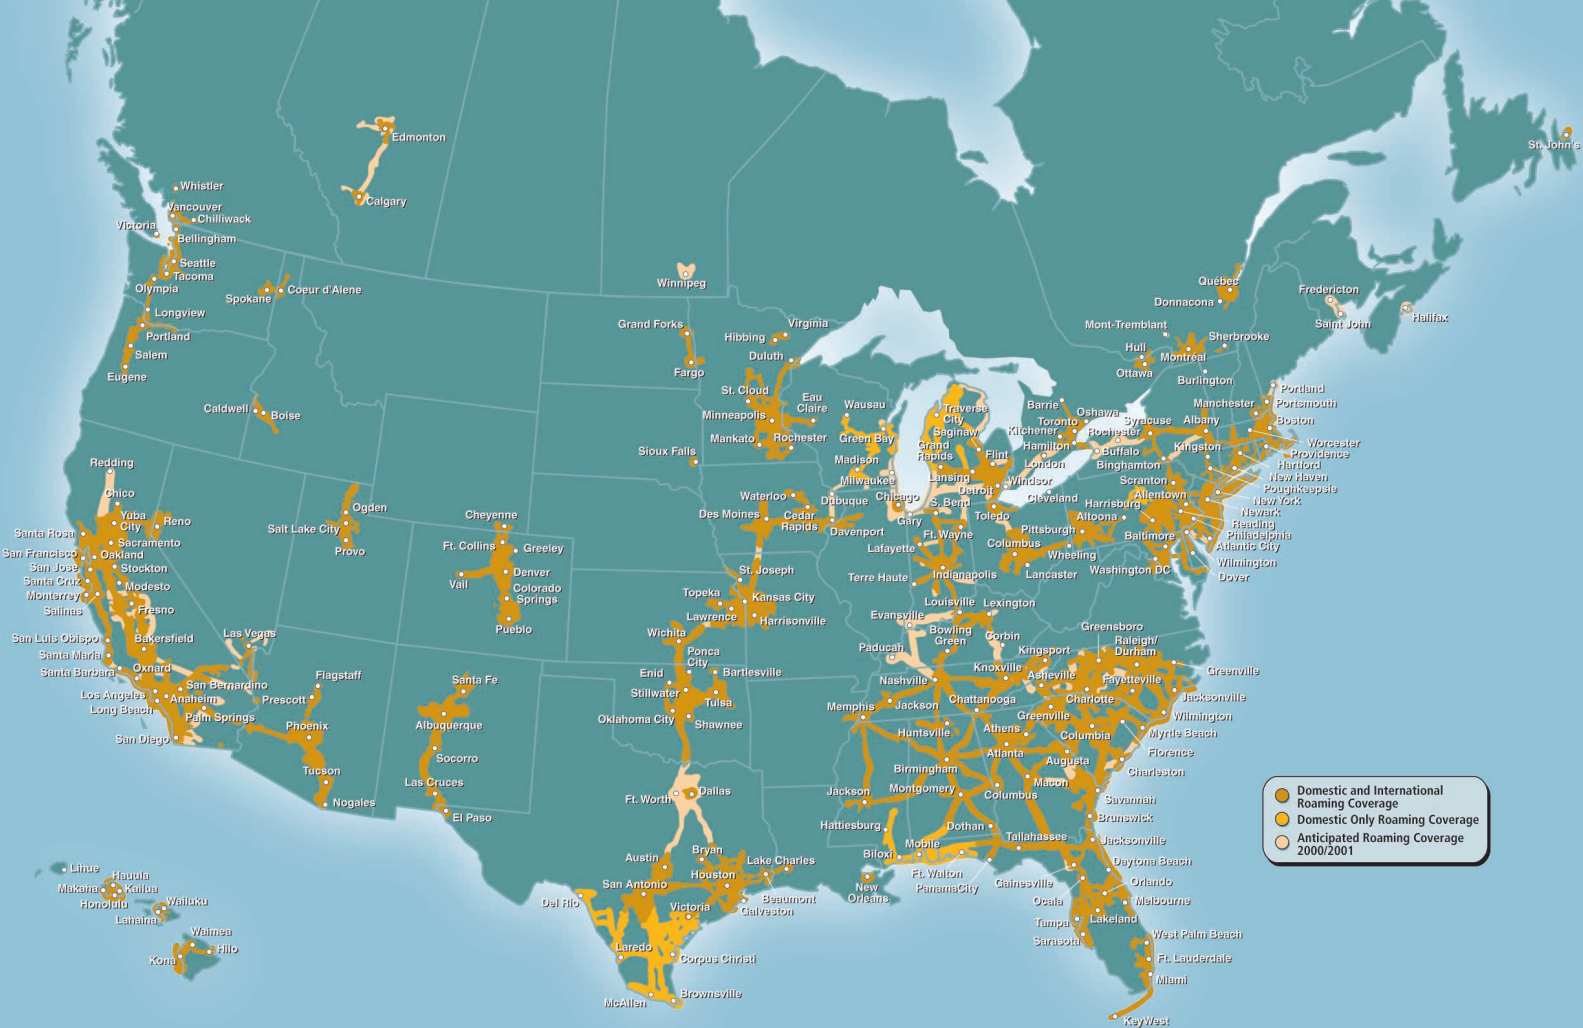 Edmonton
St. John's
Whistler
Calgary
Vancouver
Chilliwack
Victoria
Bellingham
Seattle
Tacoma
Olympia
Spokane
Coeur d'Alene
Winnipeg
Québec
Donnacona
Fredericton
Saint John
Halifax
Longview
Portland
Salem
Eugene
Grand Forks
Fargo
Hibbing
Virginia
Duluth
Mont-Tremblant
Hull
Ottawa
Montréal
Sherbrooke
Burlington
Caldwell
Boise
St. Cloud
Minneapolis
Mankato
Rochester
Eau
Claire
Wausau
Green Bay
Madison
Milwaukee
Traverse
City
Saginaw
Grand
Rapids
Flint
Lansing
Detroit
Windsor
Barrie
Toronto
Oshawa
Kitchener
Hamilton
London
Rochester
Buffalo
Syracuse
Albany
Manchester
Portland
Portsmouth
Boston
Worcester
Providence
Hartford
New Haven
Poughkeepsie
New York
Newark
Reading
Philadelphia
Atlantic City
Wilmington
Dover
Kingston
Binghamton
Scranton
Allentown
Harrisburg
Altoona
Pittsburgh
Baltimore
Washington DC
Wheeling
Cleveland
Sioux Falls
Redding
Chico
Yuba
City
Reno
Santa Rosa
Sacramento
San Francisco
Oakland
San Jose
Stockton
Santa Cruz
Modesto
Monterrey
Salinas
Fresno
San Luis Obispo
Bakersfield
Las Vegas
Santa Maria
Santa Barbara
Oxnard
Los Angeles
San Bernardino
Anaheim
Long Beach
Palm Springs
San Diego
Ogden
Salt Lake City
Provo
Cheyenne
Ft. Collins
Greeley
Denver
Vail
Colorado
Springs
Pueblo
Flagstaff
Prescott
Phoenix
Tucson
Nogales
Santa Fe
Albuquerque
Socorro
Las Cruces
El Paso
Waterloo
Dubuque
Des Moines
Cedar
Rapids
Davenport
Chicago
Gary
S. Bend
Toledo
Lafayette
Ft. Wayne
Columbus
Lancaster
Terre Haute
Indianapolis
St. Joseph
Topeka
Kansas City
Lawrence
Harrisonville
Wichita
Ponca
City
Enid
Bartlesville
Stillwater
Tulsa
Oklahoma City
Shawnee
Louisville
Lexington
Evansville
Bowling
Green
Corbin
Paducah
Greensboro
Raleigh/
Durham
Kingsport
Knoxville
Asheville
Fayetteville
Greenville
Nashville
Chattanooga
Charlotte
Jacksonville
Memphis
Jackson
Greenville
Wilmington
Huntsville
Athens
Columbia
Myrtle Beach
Atlanta
Florence
Birmingham
Augusta
Charleston
Macon
Jackson
Montgomery
Columbus
Savannah
Hattiesburg
Dothan
Brunswick
Tallahassee
Biloxi
Mobile
Jacksonville
Ft. Walton
PanamaCity
Gainesville
Daytona Beach
Orlando
Ocala
Melbourne
Tampa
Lakeland
Sarasota
West Palm Beach
Ft. Lauderdale
Miami
KeyWest
New
Orleans
Ft. Worth
Dallas
Austin
Bryan
Lake Charles
Houston
San Antonio
Beaumont
Galveston
Del Rio
Victoria
Laredo
Corpus Christi
McAllen
Brownsville
Lihue
Hauula
Makaha
Kailua
Honolulu
Wailuku
Lahaina
Waimea
Hilo
Kona
Domestic and International
Roaming Coverage
Domestic Only Roaming Coverage
Anticipated Roaming Coverage
2000/2001